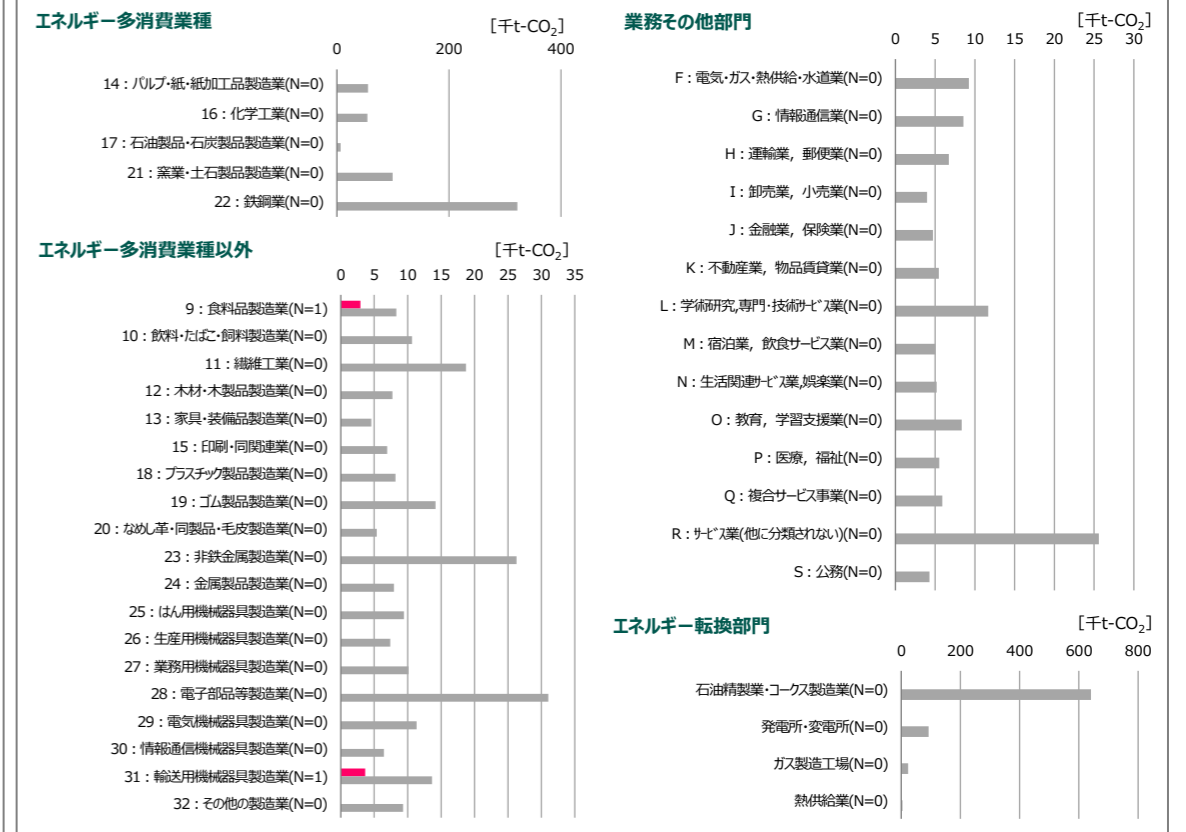 エネルギー多消費業種
[千t-CO2]
0 200 400
14：パルプ・紙・紙加工品製造業(N=0)
16：化学工業(N=0)
17：石油製品・石炭製品製造業(N=0)
21：窯業・土石製品製造業(N=0)
22：鉄鋼業(N=0)
エネルギー多消費業種以外
[千t-CO2]
0 5 10 15 20 25 30 35
9：食料品製造業(N=1)
10：飲料・たばこ・飼料製造業(N=0)
11：繊維工業(N=0)
12：木材・木製品製造業(N=0)
13：家具・装備品製造業(N=0)
15：印刷・同関連業(N=0)
18：プラスチック製品製造業(N=0)
19：ゴム製品製造業(N=0)
20：なめし革・同製品・毛皮製造業(N=0)
23：非鉄金属製造業(N=0)
24：金属製品製造業(N=0)
25：はん用機械器具製造業(N=0)
26：生産用機械器具製造業(N=0)
27：業務用機械器具製造業(N=0)
28：電子部品等製造業(N=0)
29：電気機械器具製造業(N=0)
30：情報通信機械器具製造業(N=0)
31：輸送用機械器具製造業(N=1)
32：その他の製造業(N=0)
業務その他部門
[千t-CO2]
0 5 10 15 20 25 30
F：電気・ガス・熱供給・水道業(N=0)
G：情報通信業(N=0)
H：運輸業，郵便業(N=0)
I：卸売業，小売業(N=0)
J：金融業，保険業(N=0)
K：不動産業，物品賃貸業(N=0)
L：学術研究,専門・技術サービス業(N=0)
M：宿泊業，飲食サービス業(N=0)
N：生活関連サービス業,娯楽業(N=0)
O：教育，学習支援業(N=0)
P：医療，福祉(N=0)
Q：複合サービス事業(N=0)
R：サービス業(他に分類されない)(N=0)
S：公務(N=0)
エネルギー転換部門
[千t-CO2]
0 200 400 600 800
石油精製業・コークス製造業(N=0)
発電所・変電所(N=0)
ガス製造工場(N=0)
熱供給業(N=0)